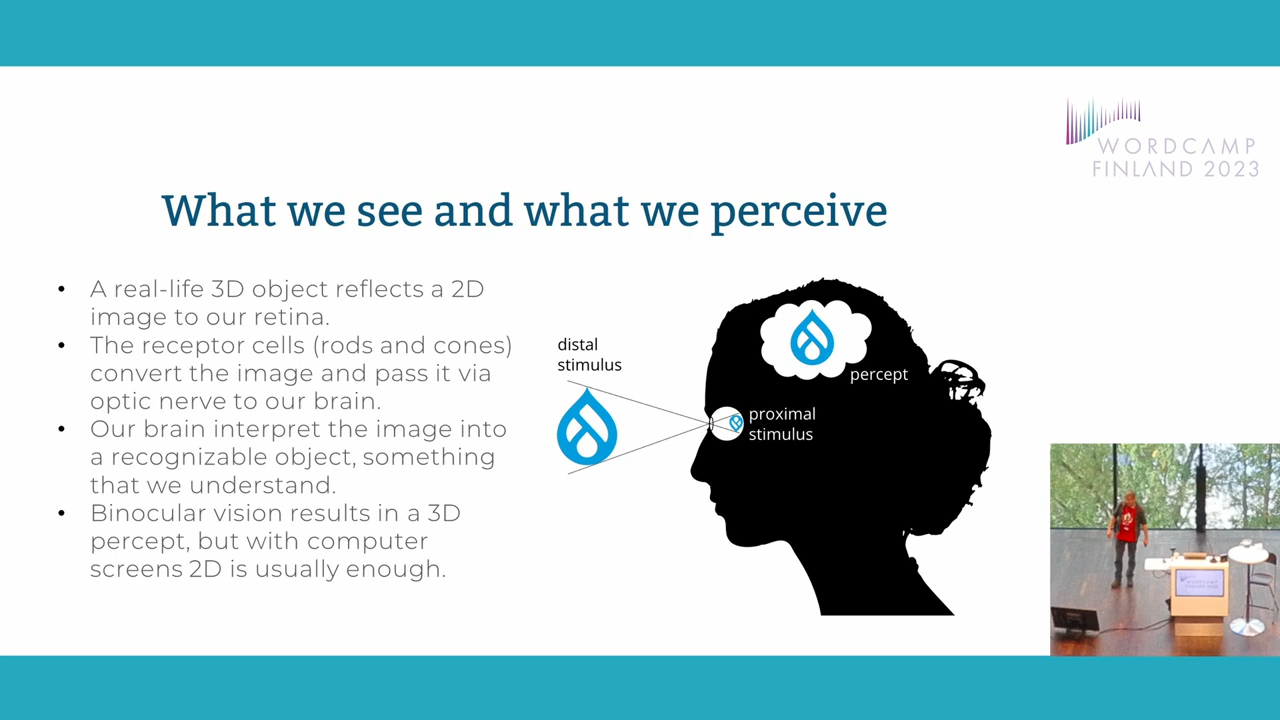 WORDCAMP
FINLAND 2023
What we see and what we perceive
• A real-life 3D object reflects a 2D
image to our retina.
• The receptor cells (rods and cones)
convert the image and pass it via
optic nerve to our brain.
• Our brain interpret the image into
a recognizable object, something
that we understand.
• Binocular vision results in a 3D
percept, but with computer
screens 2D is usually enough.
distal
stimulus
percept
proximal
stimulus